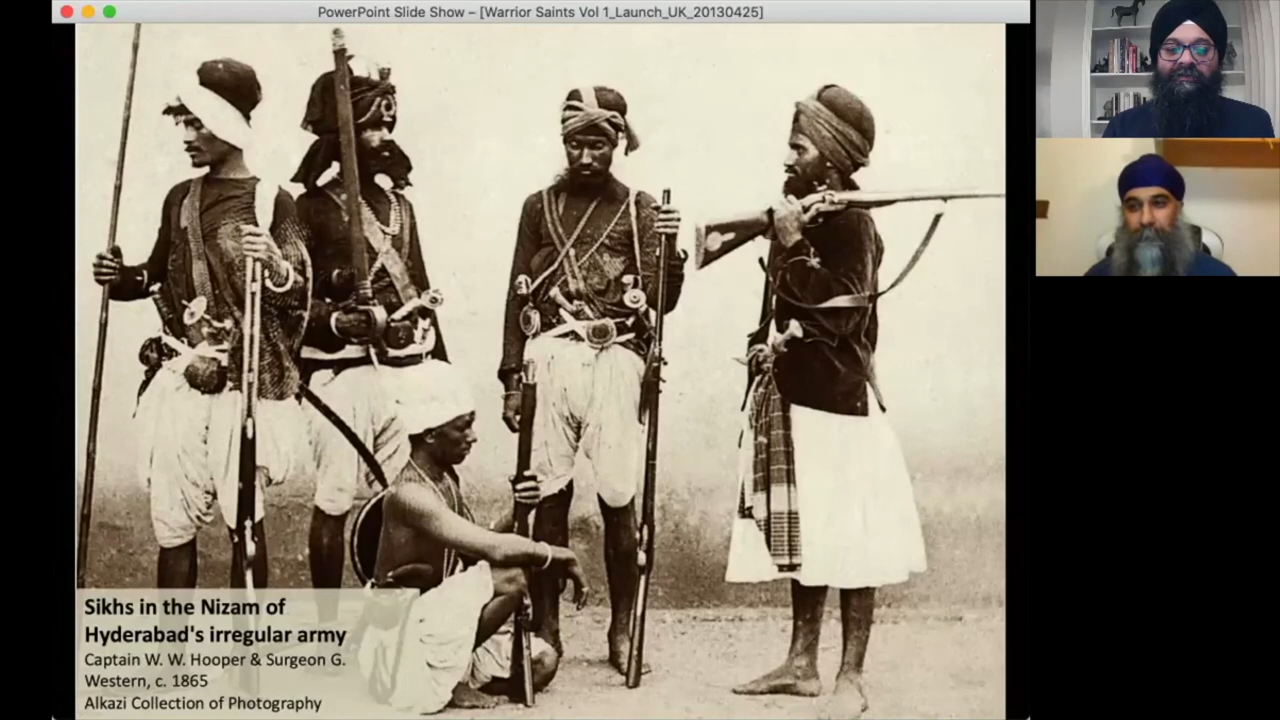 PowerPoint Slide Show – [Warrior Saints Vol 1_Launch_UK_20130425]
Sikhs in the Nizam of
Hyderabad's irregular army
Captain W. W. Hooper & Surgeon G.
Western, c. 1865
Alkazi Collection of Photography